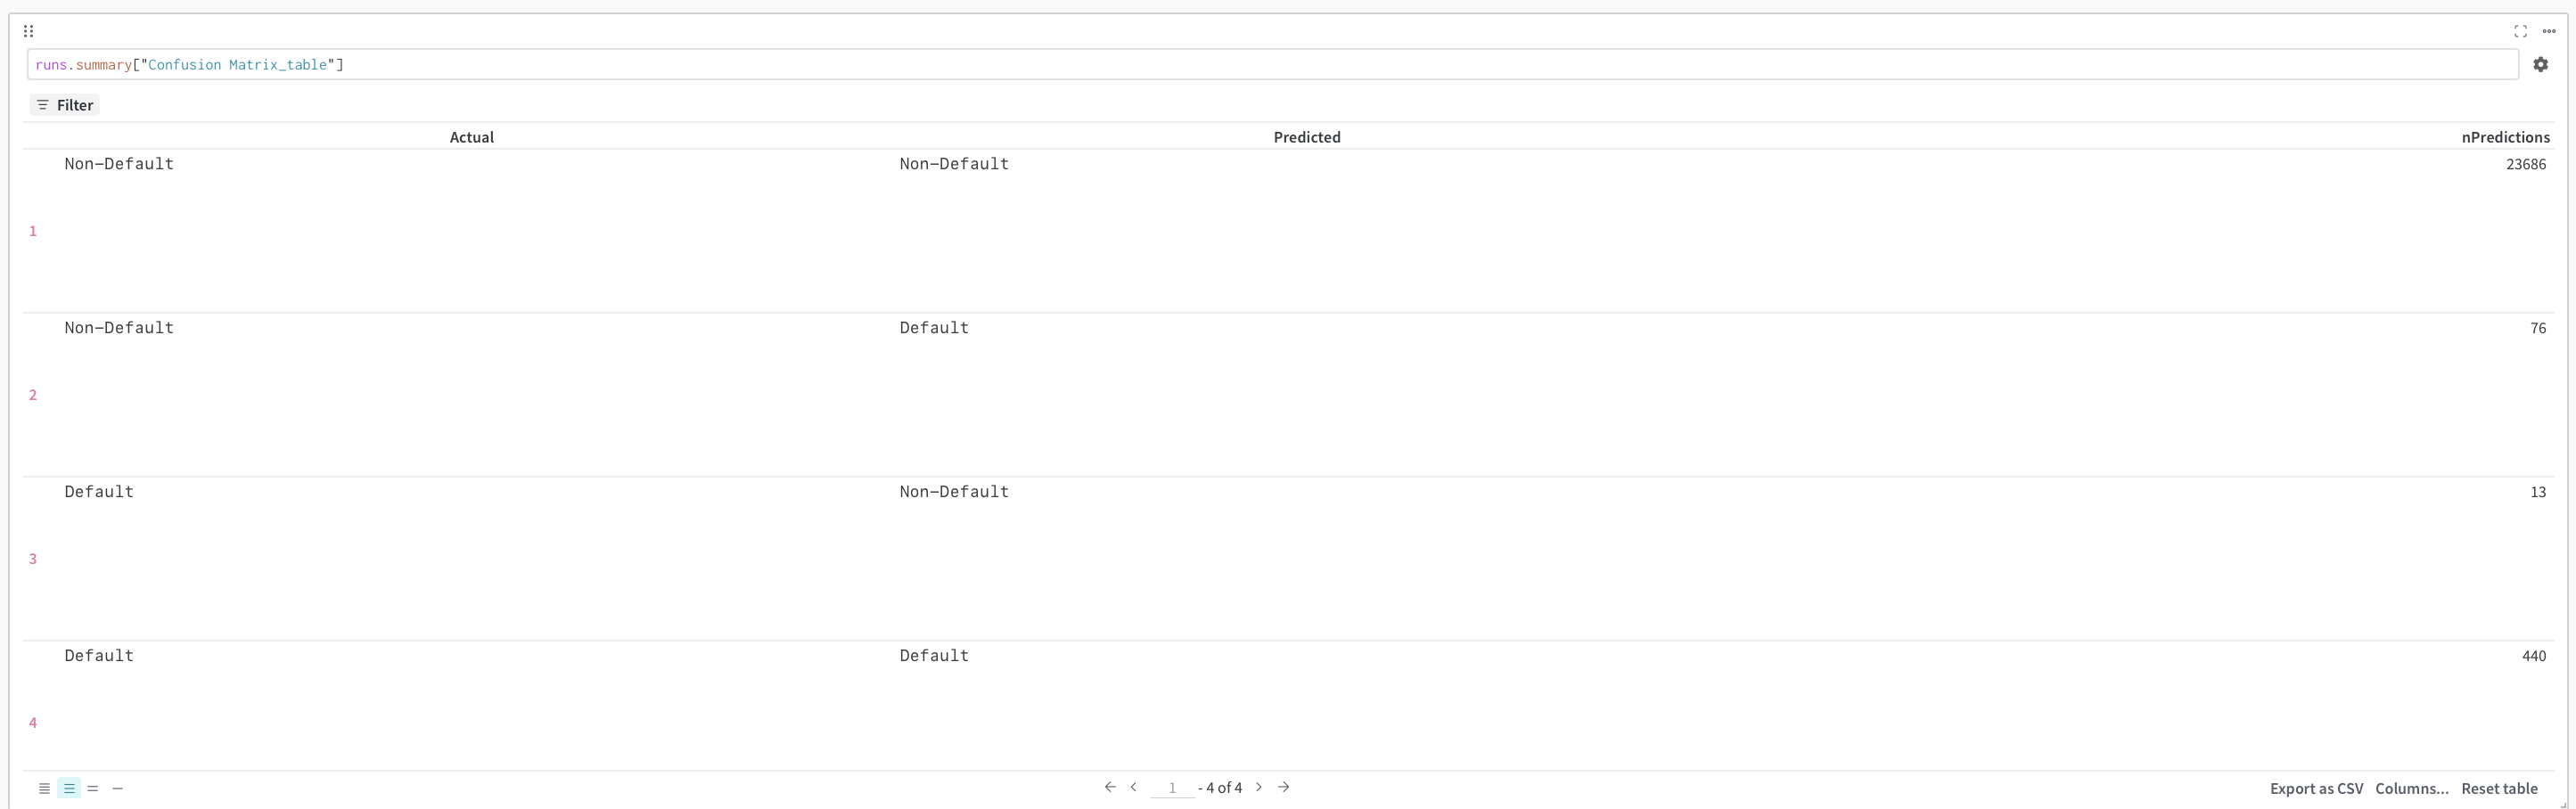 runs.summary["Confusion Matrix_table"]
Filter
Actual Predicted nPredictions
Non-Default Non-Default 23686
1
Non-Default Default 76
2
Default Non-Default 13
3
Default Default 440
4
1 - 4 of 4 Export as CSV Columns... Reset table